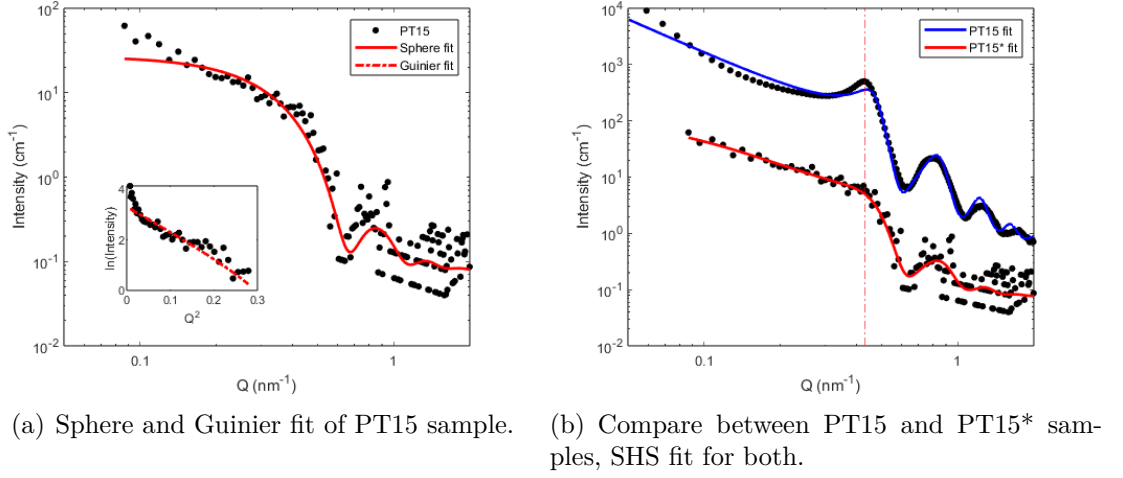 10^2
10^1
10^0
10^-1
10^-2
Intensity (cm^-1)
PT15
Sphere fit
Guinier fit
4
2
0
ln(Intensity)
0 0.1 0.2 0.3
Q^2
0.1 1
Q (nm^-1)
(a) Sphere and Guinier fit of PT15 sample.
10^4
10^3
10^2
10^1
10^0
10^-1
10^-2
Intensity (cm^-1)
PT15 fit
PT15* fit
0.1 1
Q (nm^-1)
(b) Compare between PT15 and PT15* sam-
ples, SHS fit for both.